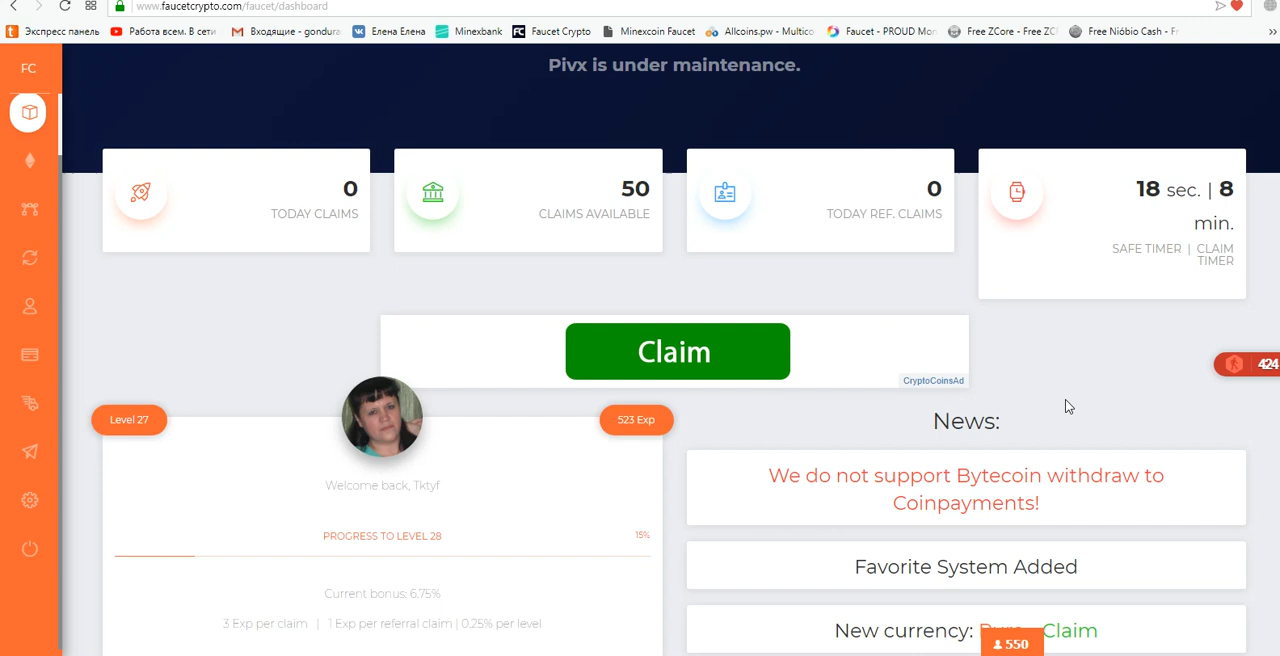 www.faucetcrypto.com/faucet/dashboard
Экспресс панель
Работа всем. В сети
Входящие - gondura
Елена Елена
Minexbank
FC Faucet Crypto
Minexcoin Faucet
Allcoins.pw - Multico
Faucet - PROUD Mon
Free ZCore - Free ZC
Free Nióbio Cash - Fr
FC
Pivx is under maintenance.
0
TODAY CLAIMS
50
CLAIMS AVAILABLE
0
TODAY REF. CLAIMS
18 sec. | 8
min.
SAFE TIMER | CLAIM
TIMER
Claim
CryptoCoinsAd
424
Level 27
523 Exp
Welcome back, Tktyf
PROGRESS TO LEVEL 28
15%
Current bonus: 6.75%
3 Exp per claim | 1 Exp per referral claim | 0.25% per level
News:
We do not support Bytecoin withdraw to
Coinpayments!
Favorite System Added
New currency:
Claim
550